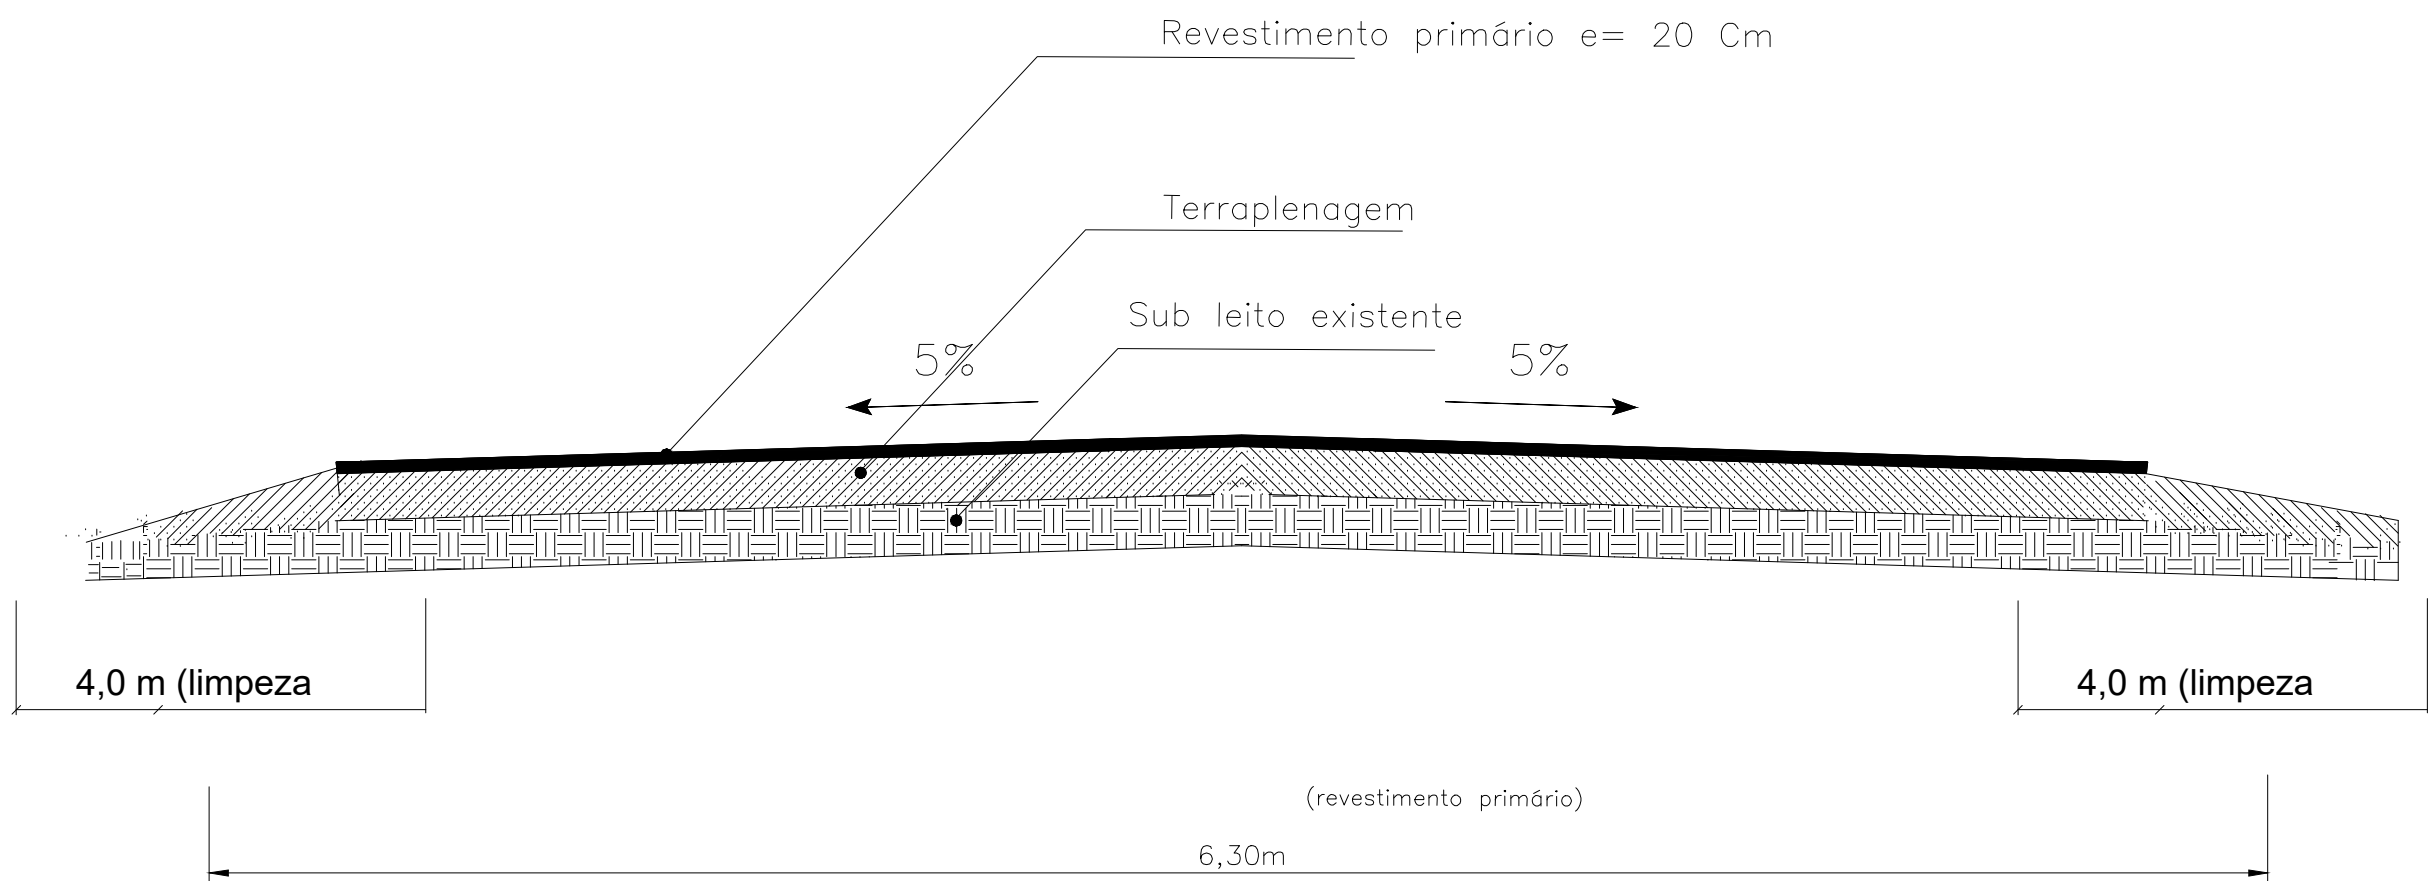 Revestimento primário e= 20 Cm
Terraplenagem
Sub leito existente
5%
5%
4,0 m (limpeza
4,0 m (limpeza
(revestimento primário)
6,30m